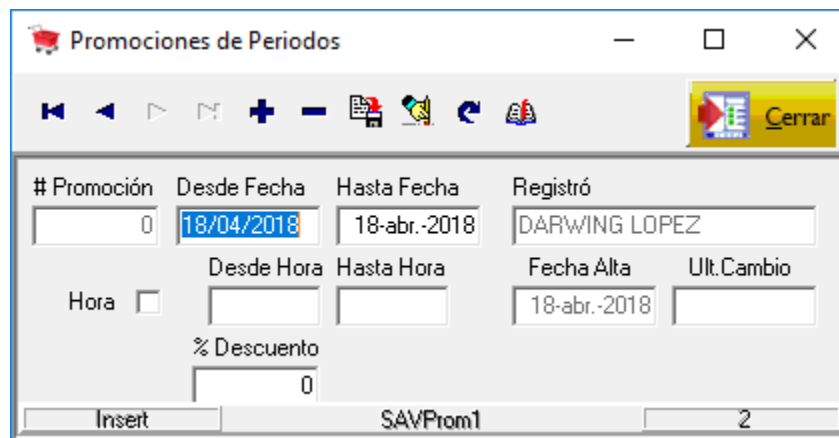 Promociones de Periodos
Cerrar
# Promoción Desde Fecha Hasta Fecha Registró
0 18/04/2018 18-abr.-2018 DARWING LOPEZ
Desde Hora Hasta Hora Fecha Alta Ult.Cambio
Hora 18-abr.-2018
% Descuento
0
Insert SAVProm1 2